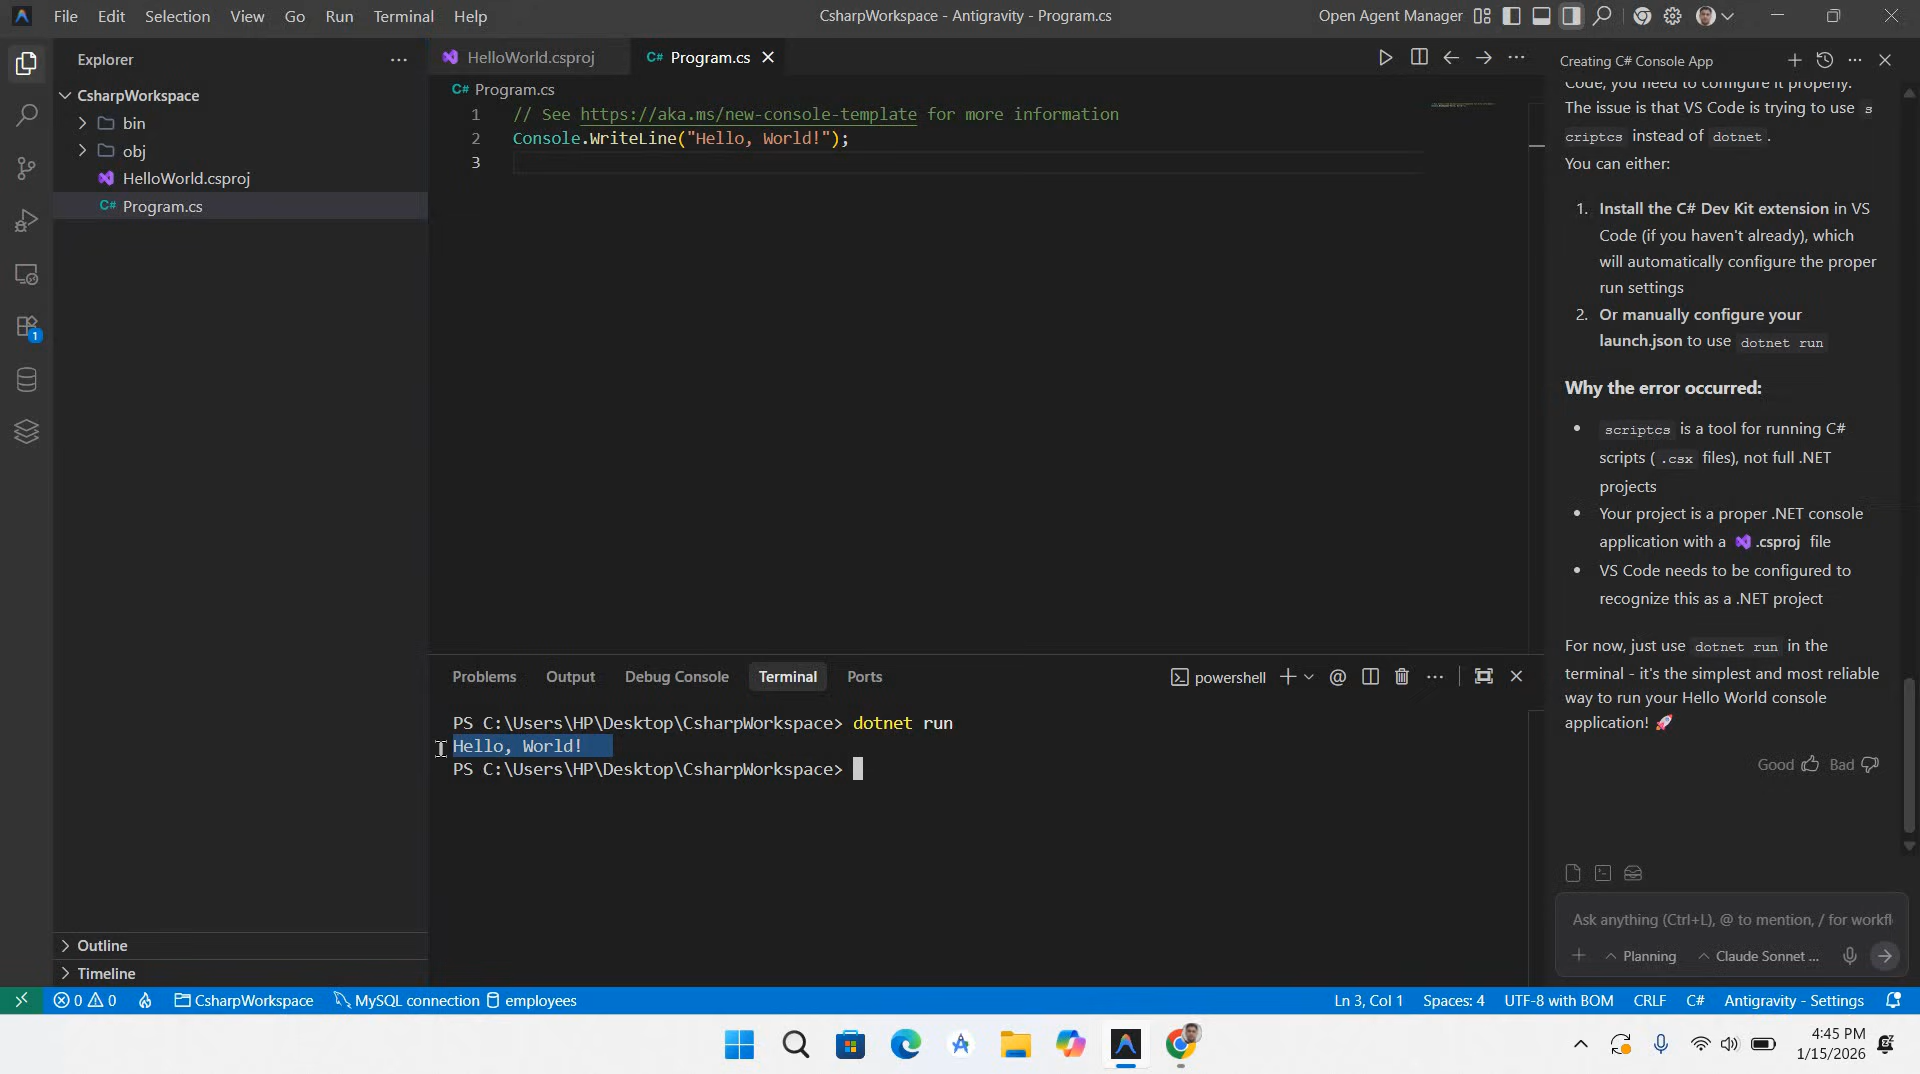 File Edit Selection View Go Run Terminal Help
CsharpWorkspace - Antigravity - Program.cs
Open Agent Manager
Explorer
CsharpWorkspace
bin
obj
HelloWorld.csproj
C# Program.cs
Outline
Timeline
HelloWorld.csproj
C# Program.cs
C# Program.cs
1 // See https://aka.ms/new-console-template for more information
2 Console.WriteLine("Hello, World!");
3
Problems Output Debug Console Terminal Ports
powershell
PS C:\Users\HP\Desktop\CsharpWorkspace> dotnet run
Hello, World!
PS C:\Users\HP\Desktop\CsharpWorkspace>
Creating C# Console App
Code, you need to configure it properly.
The issue is that VS Code is trying to use s
criptcs instead of dotnet.
You can either:
1. Install the C# Dev Kit extension in VS
Code (if you haven't already), which
will automatically configure the proper
run settings
2. Or manually configure your
launch.json to use dotnet run
Why the error occurred:
• scriptcs is a tool for running C#
scripts ( .csx files), not full .NET
projects
• Your project is a proper .NET console
application with a .csproj file
• VS Code needs to be configured to
recognize this as a .NET project
For now, just use dotnet run in the
terminal - it's the simplest and most reliable
way to run your Hello World console
application! 🚀
Good Bad
Ask anything (Ctrl+L), @ to mention, / for workfl
Planning Claude Sonnet ...
1
0 0 CsharpWorkspace MySQL connection employees
Ln 3, Col 1 Spaces: 4 UTF-8 with BOM CRLF C# Antigravity - Settings
4:45 PM
1/15/2026